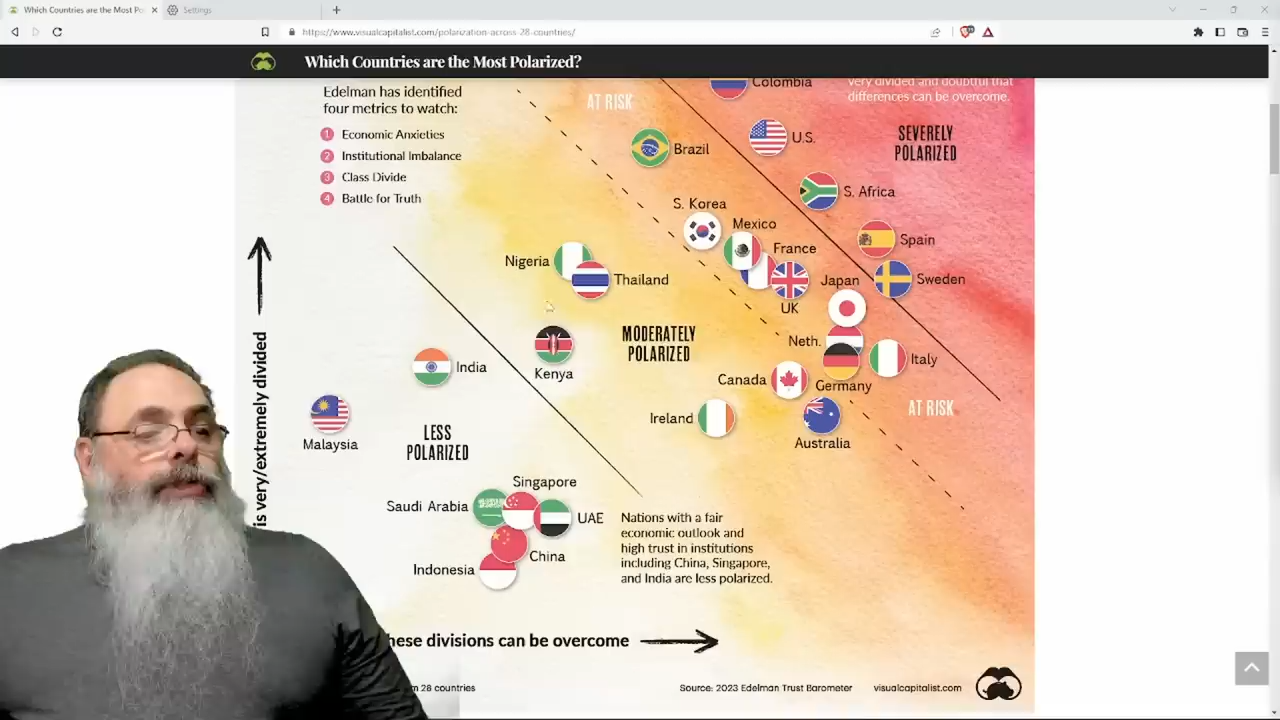 Which Countries are the Most Po
Settings
https://www.visualcapitalist.com/polarization-across-28-countries/
Which Countries are the Most Polarized?
Edelman has identified
four metrics to watch:
1 Economic Anxieties
2 Institutional Imbalance
3 Class Divide
4 Battle for Truth
AT RISK
Colombia
very divided and doubtful that
differences can be overcome.
U.S.
SEVERELY
POLARIZED
Brazil
S. Africa
S. Korea
Mexico
Spain
France
Nigeria
Thailand
Japan
Sweden
UK
MODERATELY
POLARIZED
Neth.
Italy
India
Kenya
Canada
Germany
AT RISK
Ireland
Malaysia
Australia
LESS
POLARIZED
Singapore
Saudi Arabia
UAE
China
Indonesia
Nations with a fair
economic outlook and
high trust in institutions
including China, Singapore,
and India are less polarized.
is very/extremely divided
hese divisions can be overcome
28 countries
Source: 2023 Edelman Trust Barometer
visualcapitalist.com